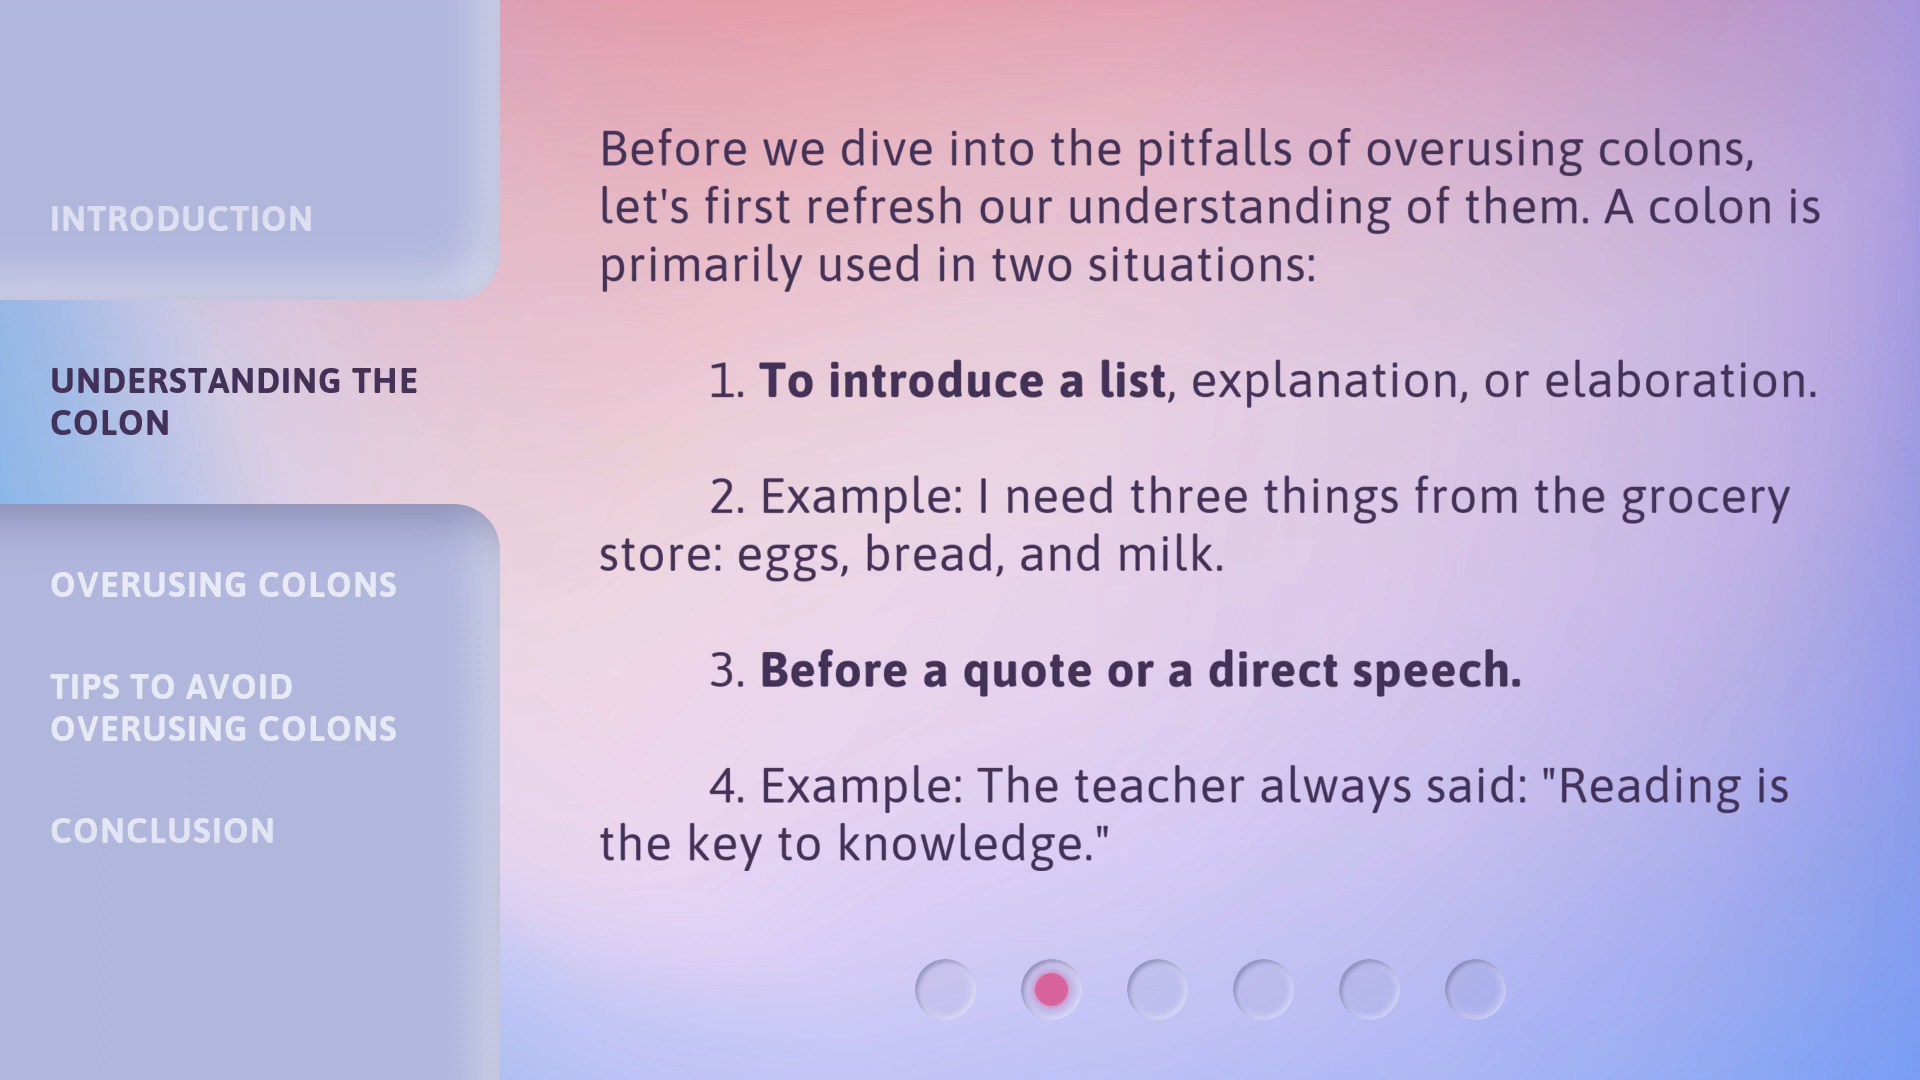 INTRODUCTION
UNDERSTANDING THE
COLON
OVERUSING COLONS
TIPS TO AVOID
OVERUSING COLONS
CONCLUSION
Before we dive into the pitfalls of overusing colons,
let's first refresh our understanding of them. A colon is
primarily used in two situations:
1. To introduce a list, explanation, or elaboration.
2. Example: I need three things from the grocery
store: eggs, bread, and milk.
3. Before a quote or a direct speech.
4. Example: The teacher always said: "Reading is
the key to knowledge."